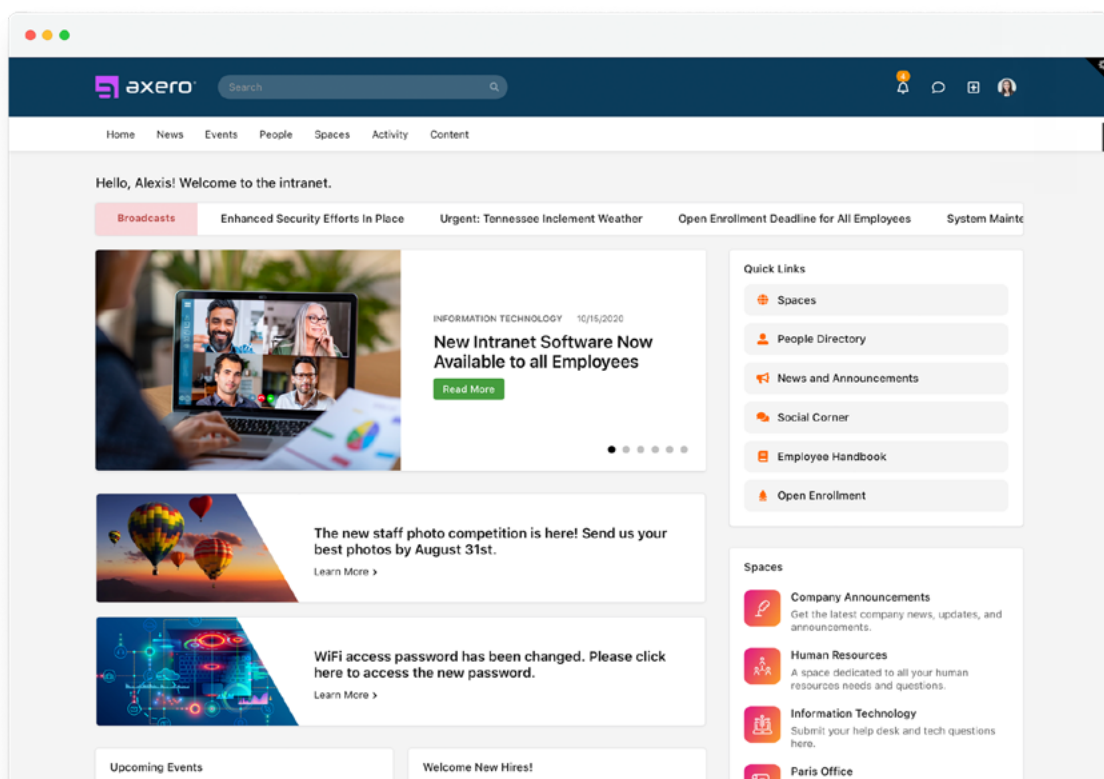 axero
Search
4
Home News Events People Spaces Activity Content
Hello, Alexis! Welcome to the intranet.
Broadcasts Enhanced Security Efforts In Place Urgent: Tennessee Inclement Weather Open Enrollment Deadline for All Employees System Mainte
INFORMATION TECHNOLOGY 10/15/2020
New Intranet Software Now
Available to all Employees
Read More
The new staff photo competition is here! Send us your
best photos by August 31st.
Learn More >
WiFi access password has been changed. Please click
here to access the new password.
Learn More >
Upcoming Events
Welcome New Hires!
Quick Links
Spaces
People Directory
News and Announcements
Social Corner
Employee Handbook
Open Enrollment
Spaces
Company Announcements
Get the latest company news, updates, and
announcements.
Human Resources
A space dedicated to all your human
resources needs and questions.
Information Technology
Submit your help desk and tech questions
here.
Paris Office